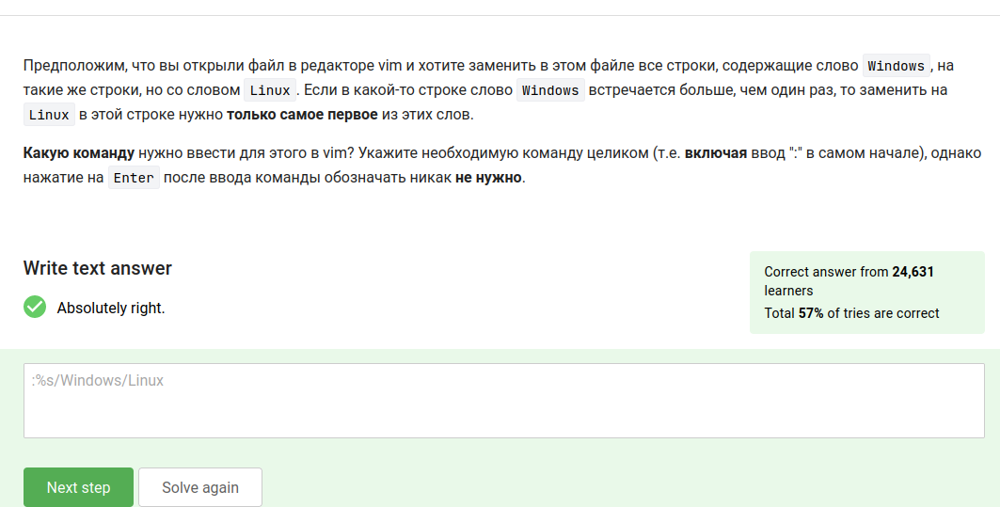 Предположим, что вы открыли файл в редакторе vim и хотите заменить в этом файле все строки, содержащие слово Windows , на
такие же строки, но со словом Linux . Если в какой-то строке слово Windows встречается больше, чем один раз, то заменить на
Linux в этой строке нужно только самое первое из этих слов.
Какую команду нужно ввести для этого в vim? Укажите необходимую команду целиком (т.е. включая ввод ":" в самом начале), однако
нажатие на Enter после ввода команды обозначать никак не нужно.
Write text answer
Absolutely right.
Correct answer from 24,631
learners
Total 57% of tries are correct
:%s/Windows/Linux
Next step
Solve again